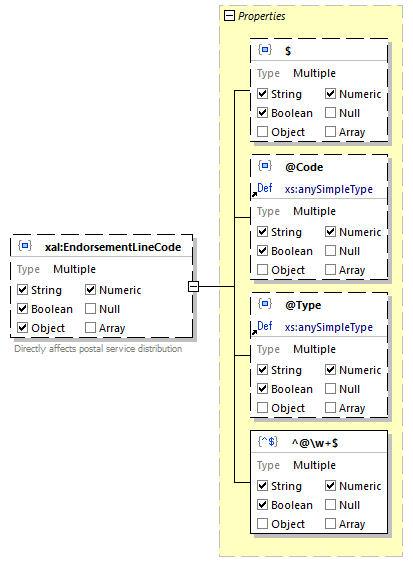 Properties
$
Type Multiple
String Numeric
Boolean Null
Object Array
@Code
Def xs:anySimpleType
Type Multiple
String Numeric
Boolean Null
Object Array
xal:EndorsementLineCode
Type Multiple
String Numeric
Boolean Null
Object Array
Directly affects postal service distribution
@Type
Def xs:anySimpleType
Type Multiple
String Numeric
Boolean Null
Object Array
{^$} ^@\w+$
Type Multiple
String Numeric
Boolean Null
Object Array